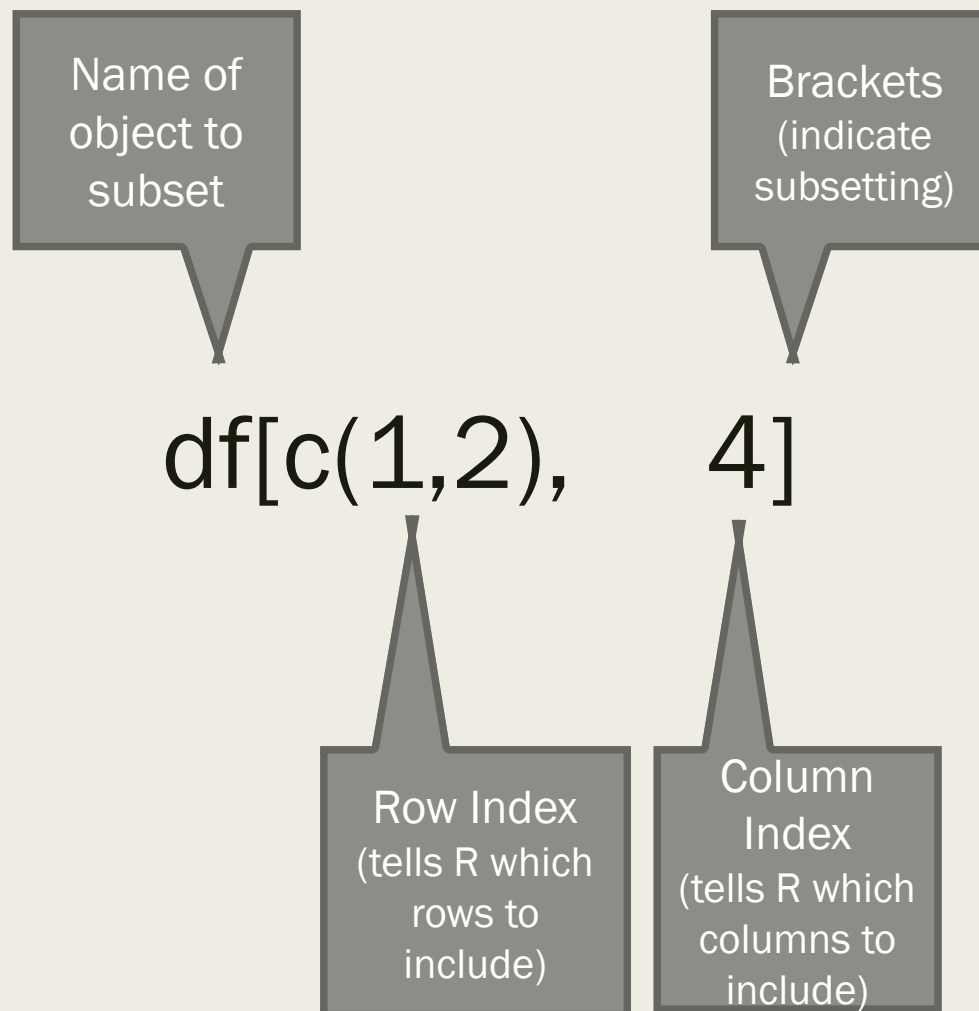 Name of
object to
subset
Brackets
(indicate
subsetting)
df[c(1,2), 4]
Row Index
(tells R which
rows to
include)
Column
Index
(tells R which
columns to
include)